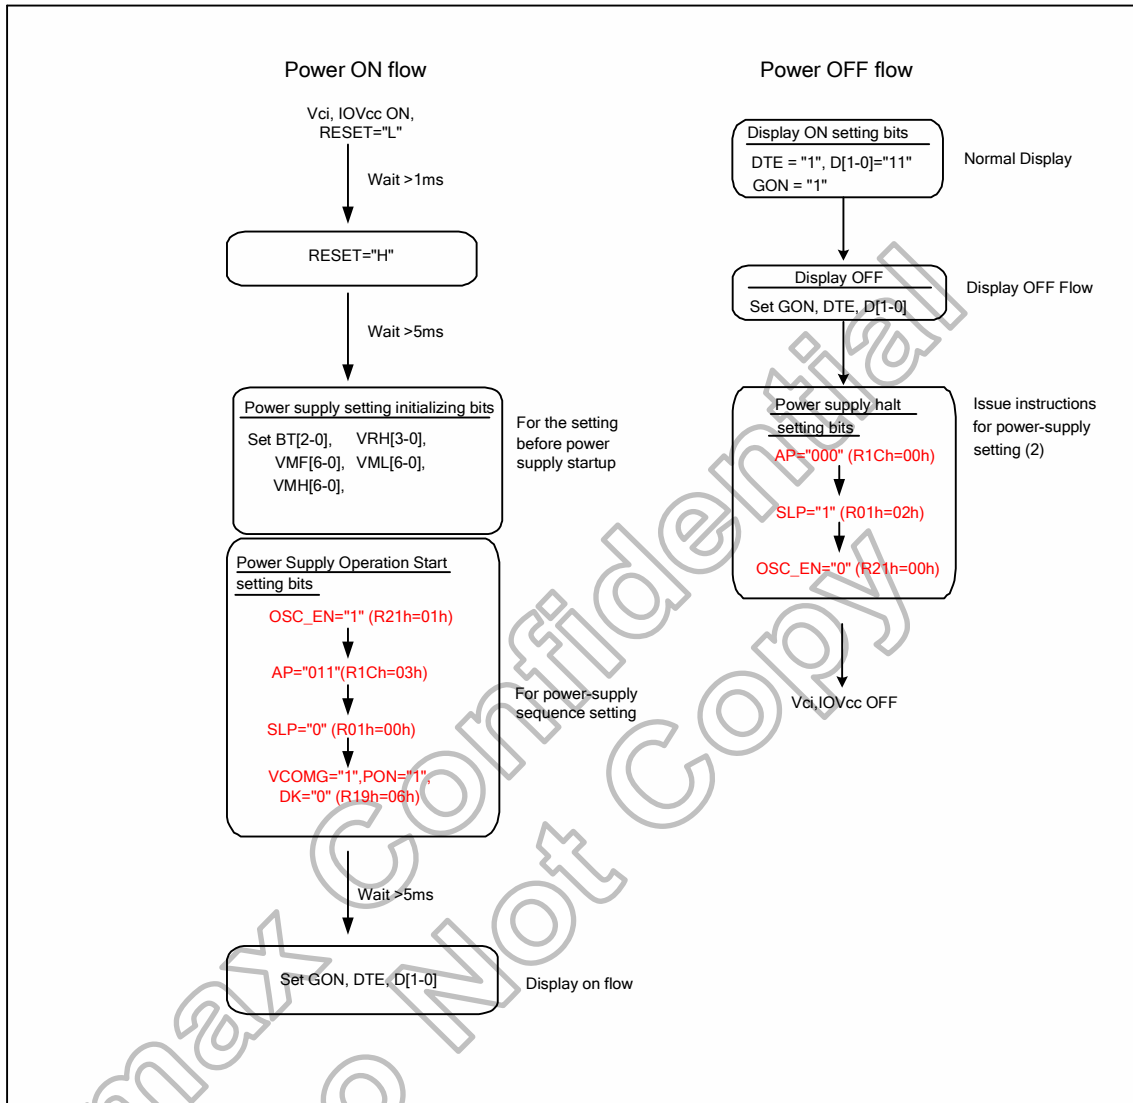 Power ON flow
Vci, IOVcc ON,
RESET="L"
Wait >1ms
RESET="H"
Wait >5ms
Power supply setting initializing bits
Set BT[2-0], VRH[3-0],
VMF[6-0], VML[6-0],
VMH[6-0],
For the setting
before power
supply startup
Power Supply Operation Start
setting bits
OSC_EN="1" (R21h=01h)
AP="011"(R1Ch=03h)
SLP="0" (R01h=00h)
VCOMG="1",PON="1",
DK="0" (R19h=06h)
For power-supply
sequence setting
Wait >5ms
Set GON, DTE, D[1-0]
Display on flow
Power OFF flow
Display ON setting bits
DTE = "1", D[1-0]="11"
GON = "1"
Normal Display
Display OFF
Set GON, DTE, D[1-0]
Display OFF Flow
Power supply halt
setting bits
AP="000" (R1Ch=00h)
SLP="1" (R01h=02h)
OSC_EN="0" (R21h=00h)
Issue instructions
for power-supply
setting (2)
Vci,IOVcc OFF
max Confidential
o Not Copy